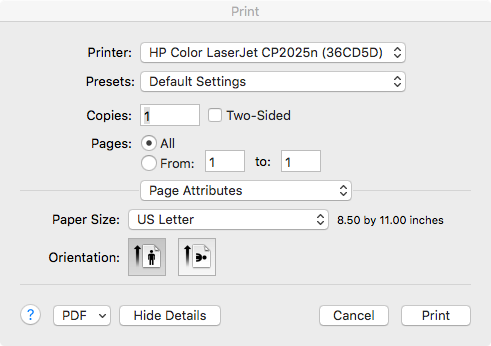 Print
Printer: HP Color LaserJet CP2025n (36CD5D)
Presets: Default Settings
Copies: 1 Two-Sided
Pages: All
From: 1 to: 1
Page Attributes
Paper Size: US Letter 8.50 by 11.00 inches
Orientation:
? PDF Hide Details Cancel Print